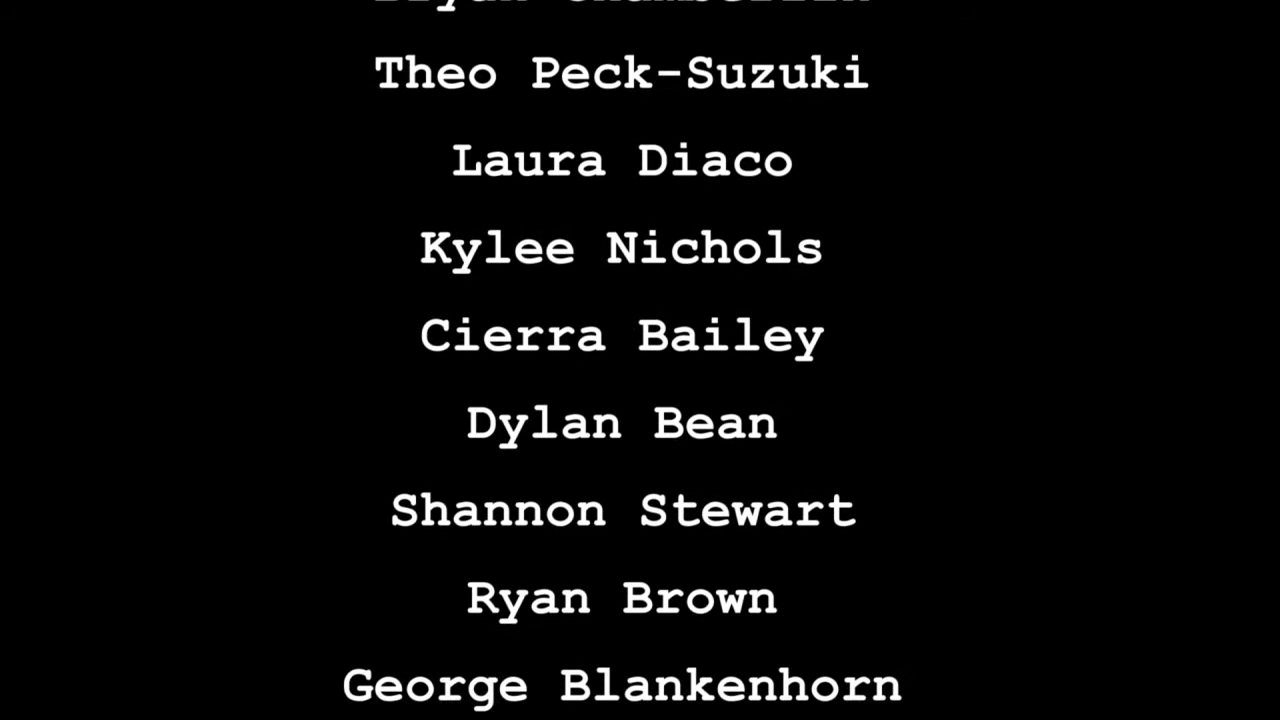 Theo Peck-Suzuki
Laura Diaco
Kylee Nichols
Cierra Bailey
Dylan Bean
Shannon Stewart
Ryan Brown
George Blankenhorn